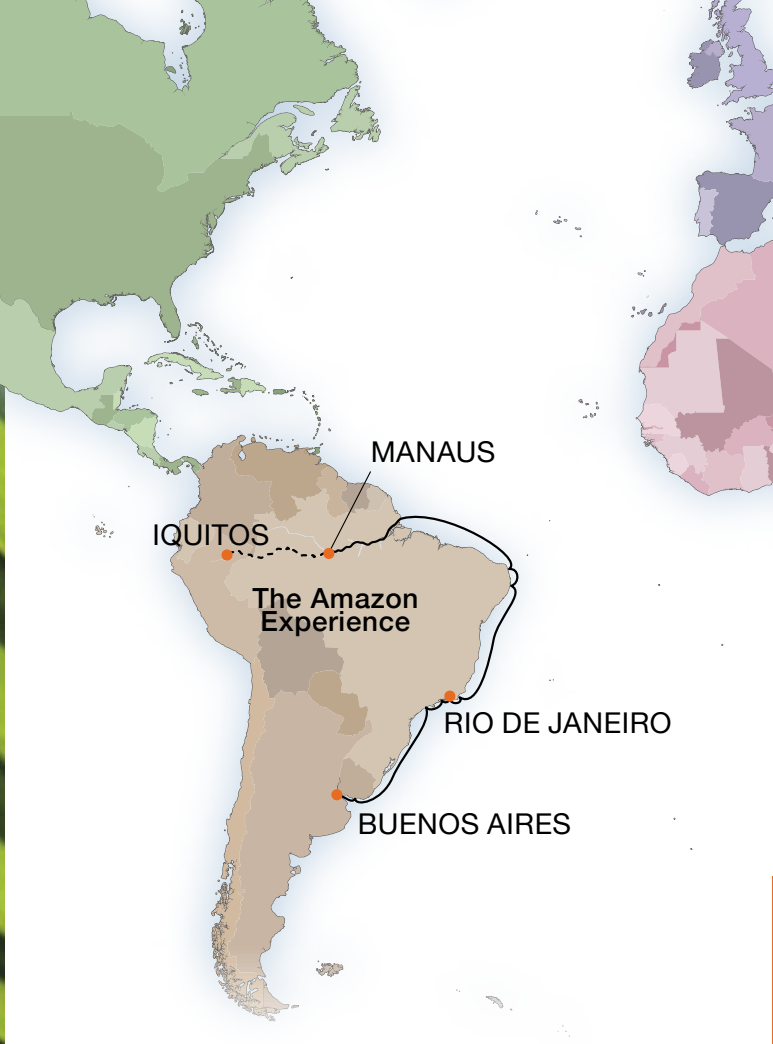 MANAUS
IQUITOS
The Amazon
Experience
RIO DE JANEIRO
BUENOS AIRES